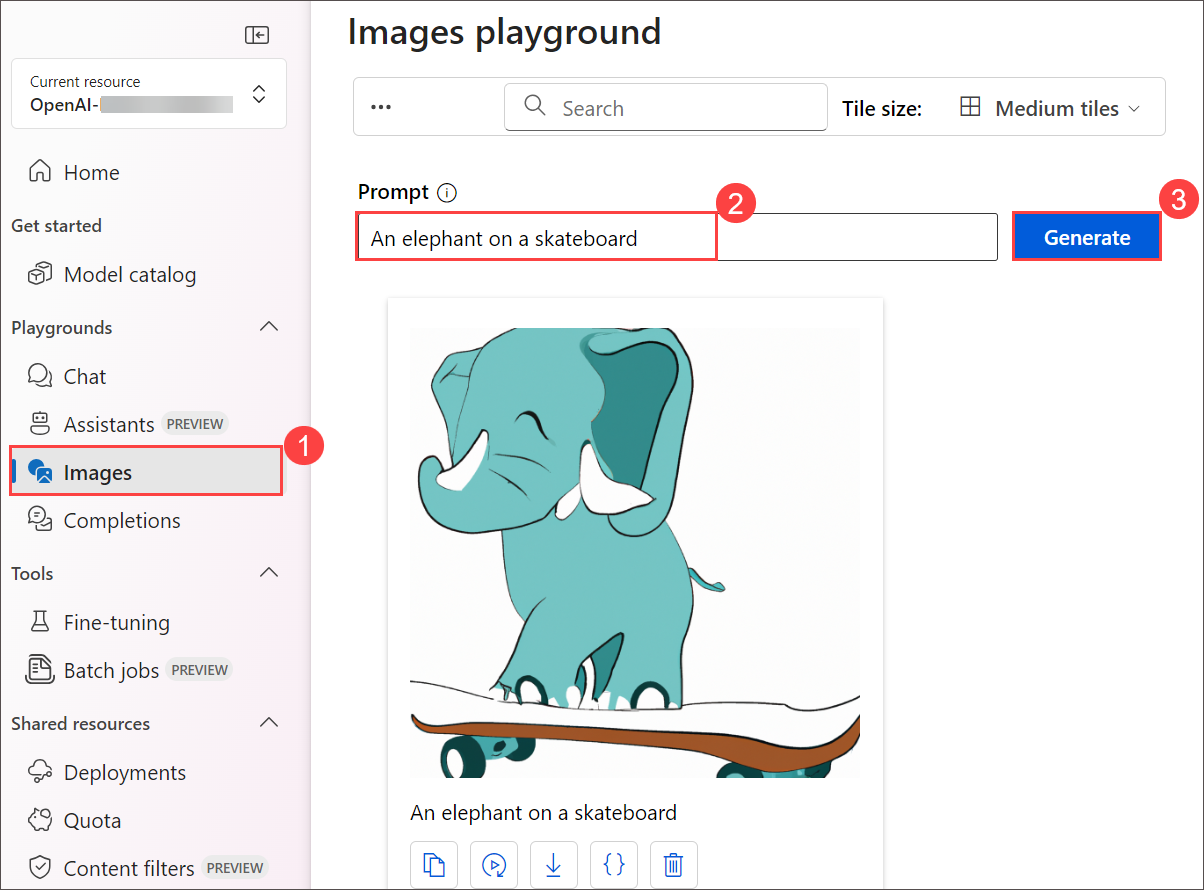 Images playground
Current resource
OpenAI-
Search
Tile size:
Medium tiles
Home
Prompt
2
3
An elephant on a skateboard
Generate
Get started
Model catalog
Playgrounds
Chat
Assistants PREVIEW
1
Images
Completions
Tools
Fine-tuning
Batch jobs PREVIEW
Shared resources
Deployments
Quota
Content filters PREVIEW
An elephant on a skateboard